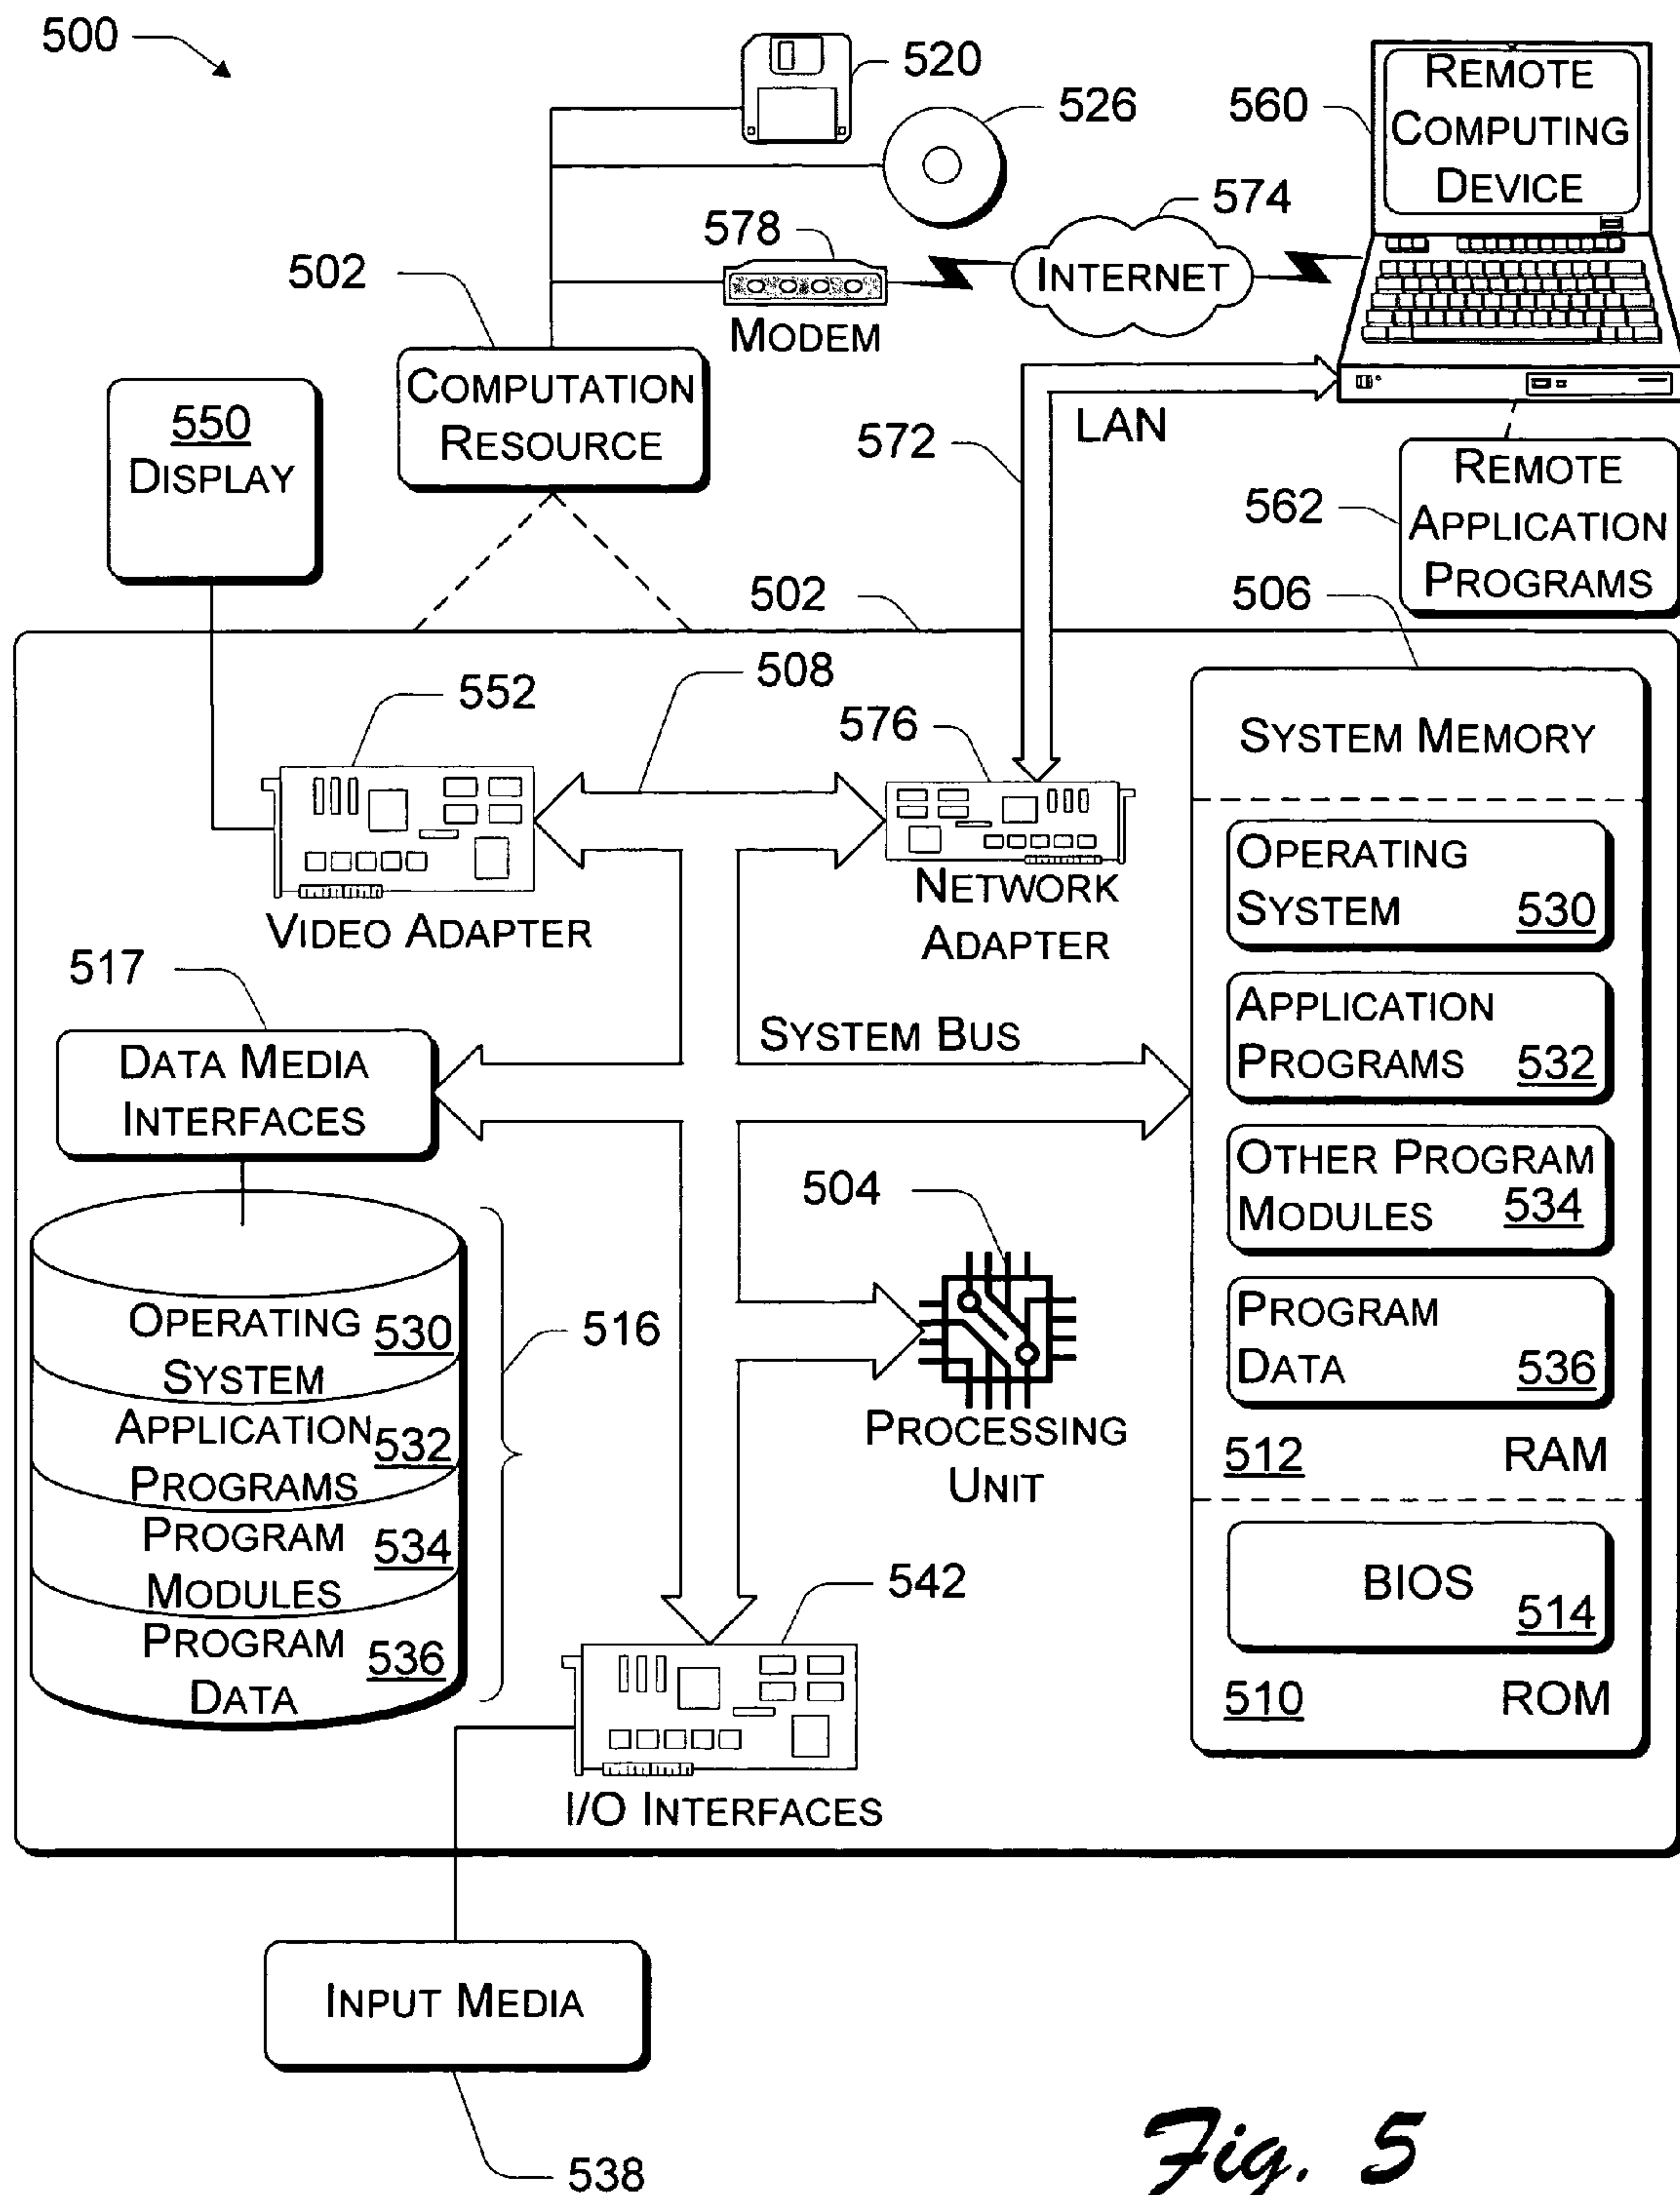 500
520
526
560
REMOTE
COMPUTING
DEVICE
574
578
INTERNET
MODEM
502
COMPUTATION
RESOURCE
550
DISPLAY
LAN
572
562
REMOTE
APPLICATION
PROGRAMS
502
506
508
552
576
VIDEO ADAPTER
NETWORK
ADAPTER
SYSTEM MEMORY
OPERATING
SYSTEM 530
APPLICATION
PROGRAMS 532
OTHER PROGRAM
MODULES 534
PROGRAM
DATA 536
512 RAM
BIOS
514
510 ROM
517
DATA MEDIA
INTERFACES
SYSTEM BUS
504
PROCESSING
UNIT
516
OPERATING 530
SYSTEM
APPLICATION 532
PROGRAMS
PROGRAM 534
MODULES
PROGRAM 536
DATA
542
I/O INTERFACES
INPUT MEDIA
538
Fig. 5